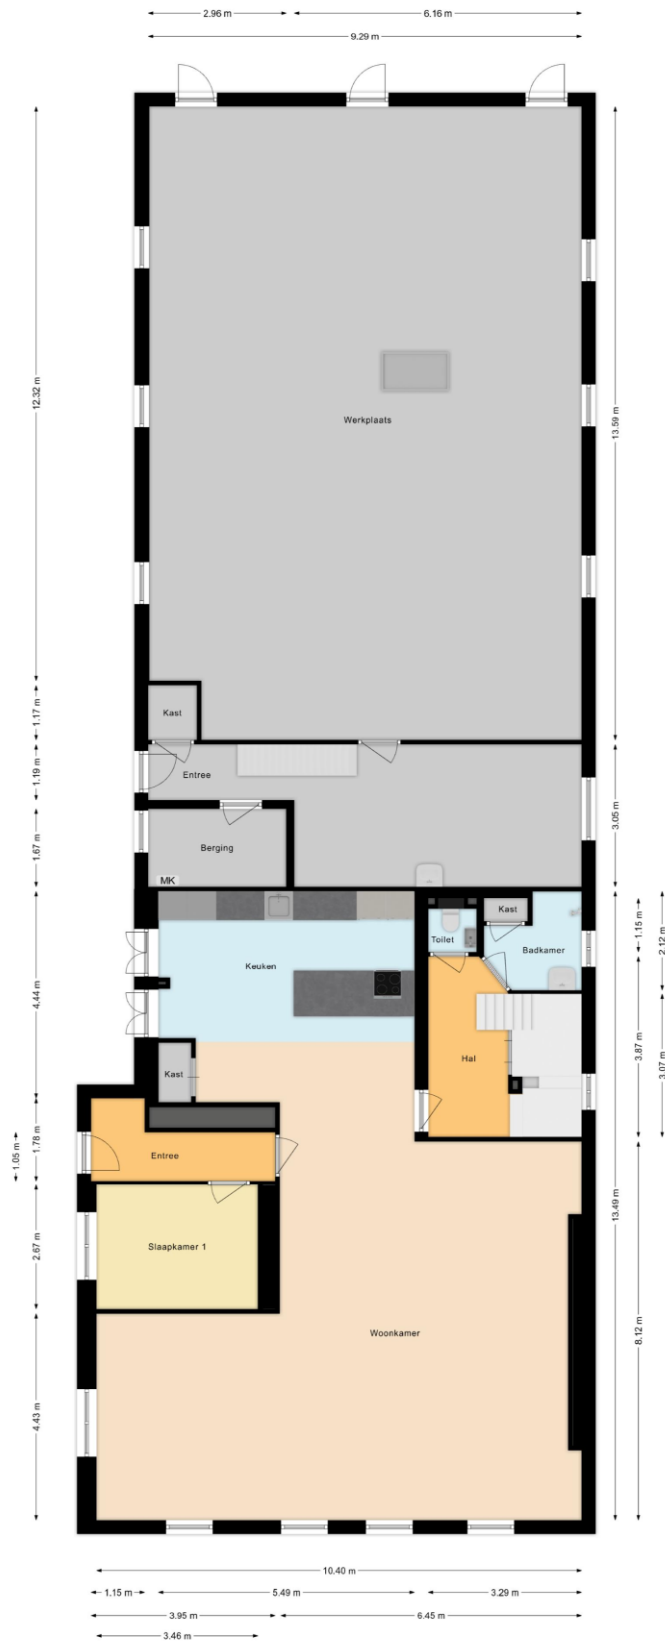 2.96 m
6.16 m
9.29 m
12.32 m
13.59 m
Werkplaats
1.17 m
Kast
1.19 m
Entree
3.05 m
1.67 m
Berging
MK
4.44 m
Keuken
Toilet
Kast
Badkamer
1.15 m
2.12 m
Kast
Hal
3.87 m
3.07 m
1.78 m
1.05 m
Entree
2.67 m
Slaapkamer 1
13.49 m
Woonkamer
8.12 m
4.43 m
10.40 m
1.15 m
5.49 m
3.29 m
3.95 m
6.45 m
3.46 m